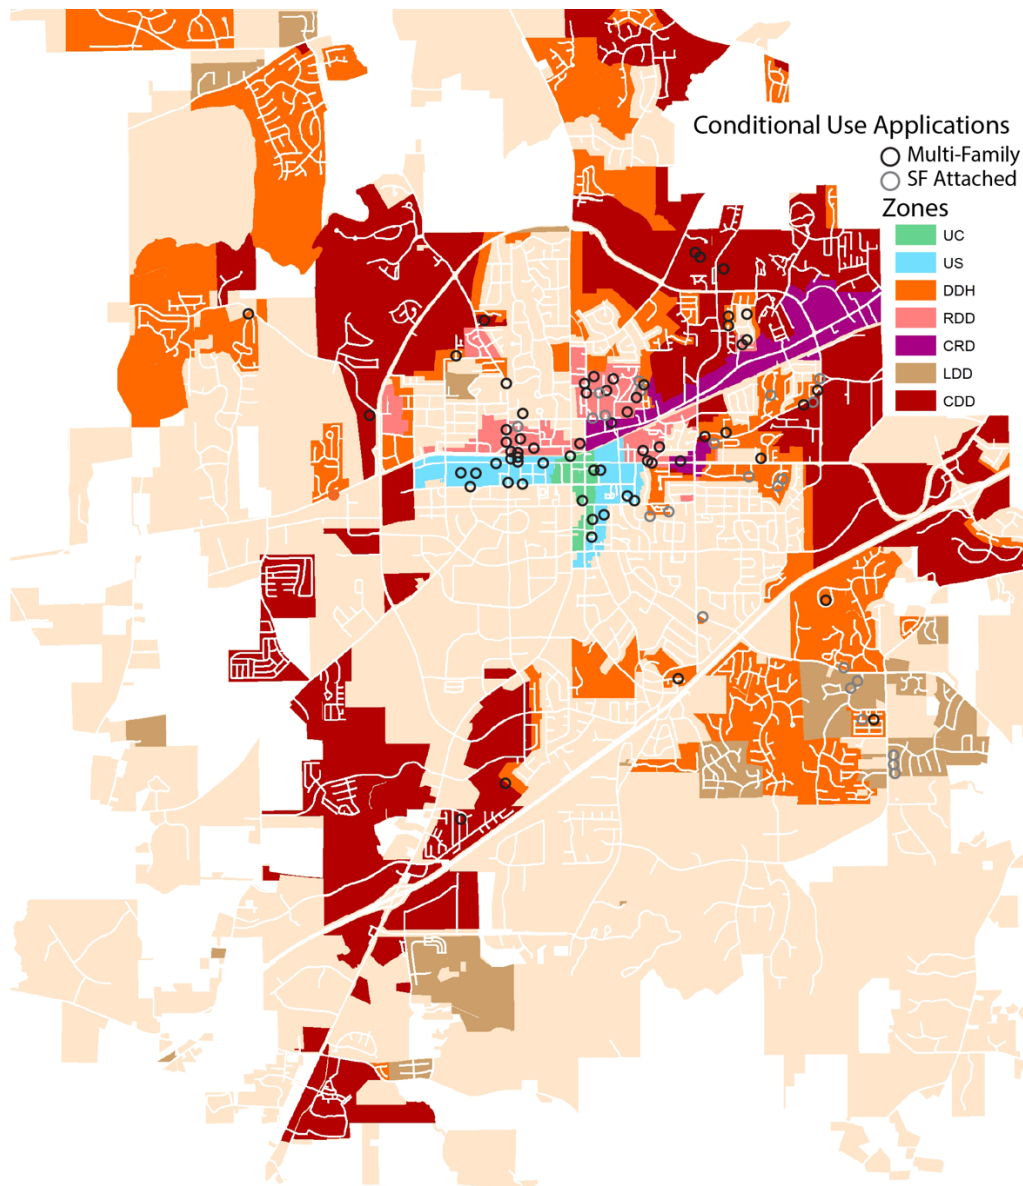 Conditional Use Applications
Multi-Family
SF Attached
Zones
UC
US
DDH
RDD
CRD
LDD
CDD